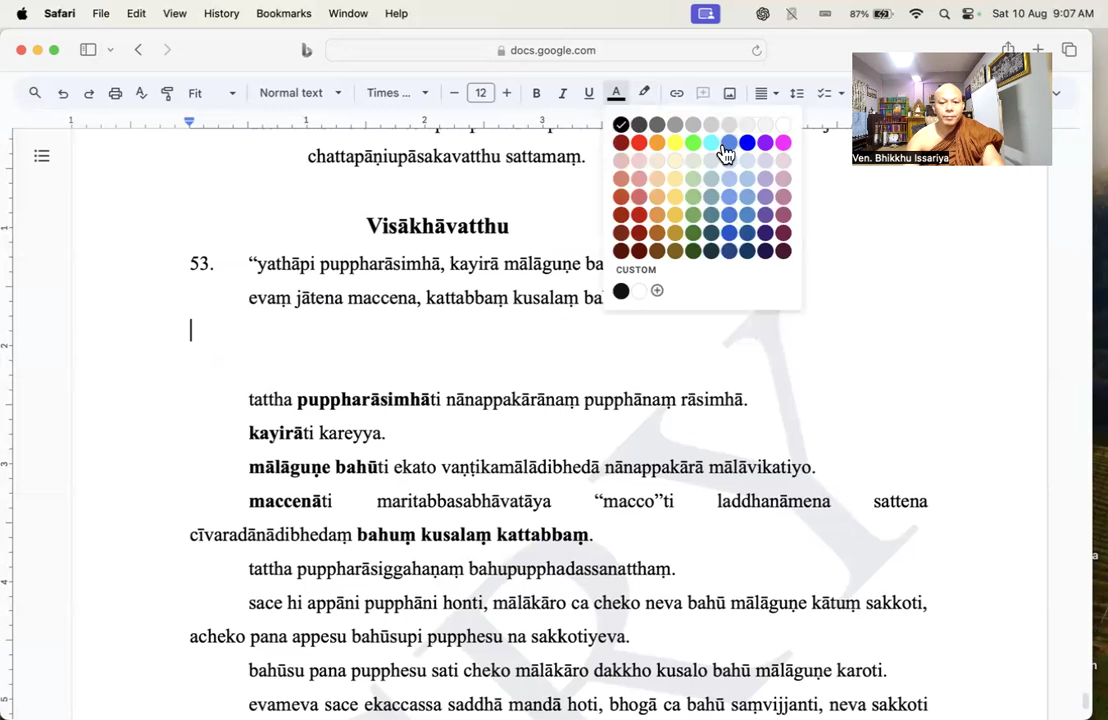 Safari File Edit View History Bookmarks Window Help 87% Sat 10 Aug 9:07 AM
docs.google.com
Fit Normal text Times ... 12 B I U A
chattapāṇiupāsakavatthu sattamaṃ.
Ven. Bhikkhu Issariya
Visākhāvatthu
53. “yathāpi puppharāsimhā, kayirā mālāguṇe
evaṃ jātena maccena, kattabbaṃ kusalaṃ
CUSTOM
tattha puppharāsimhāti nānappakārānaṃ pupphānaṃ rāsimhā.
kayirāti kareyya.
mālāguṇe bahūti ekato vaṇṭikamālādibhedā nānappakārā mālāvikatiyo.
maccenāti maritabbasabhāvatāya “macco”ti laddhanāmena sattena
cīvaradānādibhedaṃ bahuṃ kusalaṃ kattabbaṃ.
tattha puppharāsiggahaṇaṃ bahupupphadassanatthaṃ.
sace hi appāni pupphāni honti, mālākāro ca cheko neva bahū mālāguṇe kātuṃ sakkoti,
acheko pana appesu bahūsupi pupphesu na sakkotiyeva.
bahūsu pana pupphesu sati cheko mālākāro dakkho kusalo bahū mālāguṇe karoti.
evameva sace ekaccassa saddhā mandā hoti, bhogā ca bahū saṃvijjanti, neva sakkoti